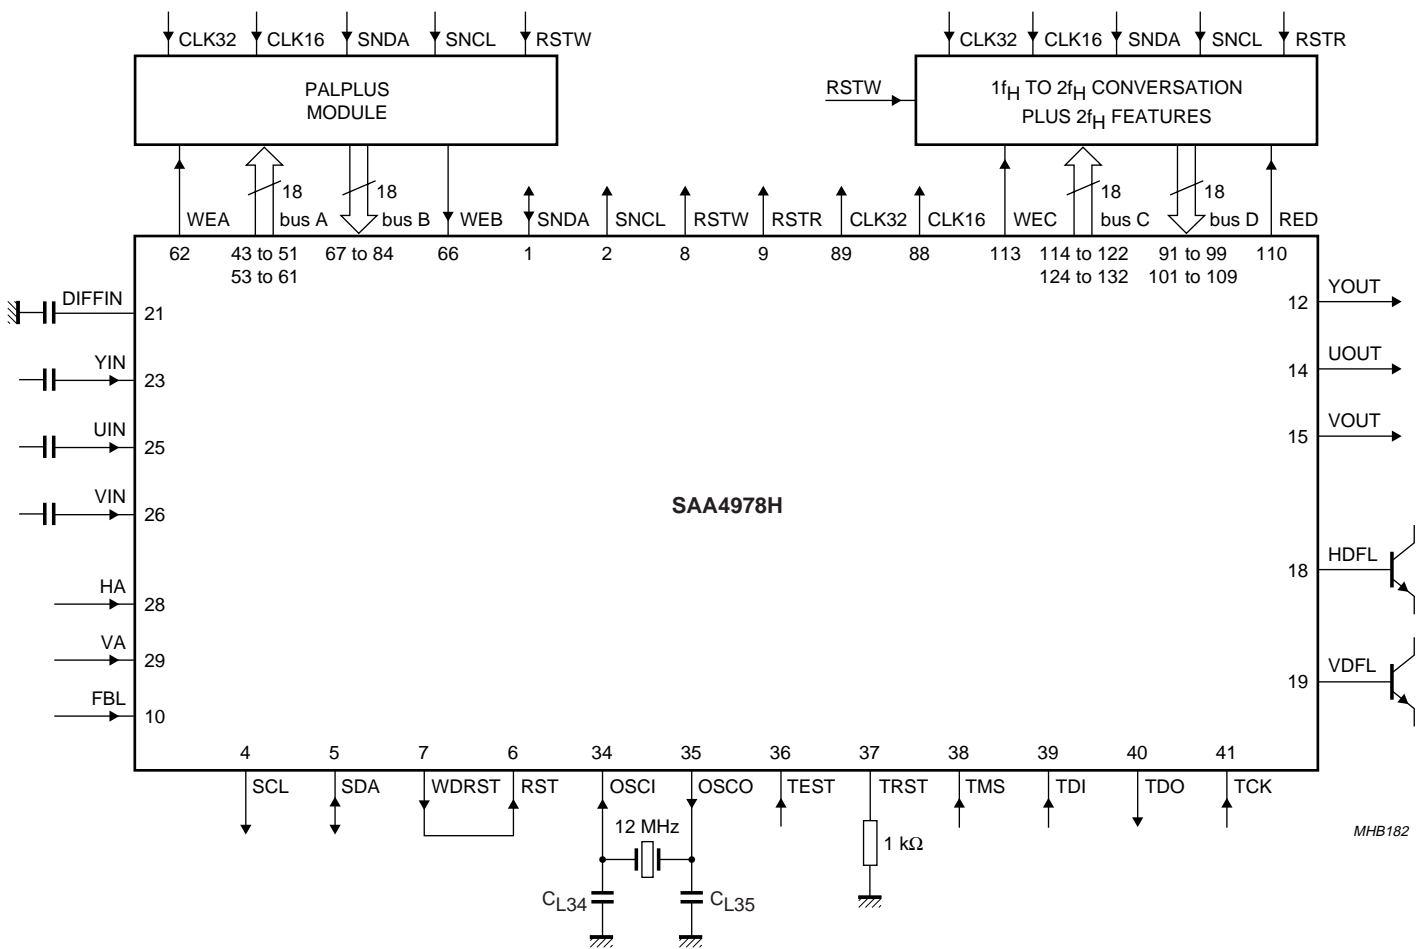 CLK32 CLK16 SNDA SNCL RSTW
CLK32 CLK16 SNDA SNCL RSTR
PALPLUS
MODULE
RSTW
1fH TO 2fH CONVERSATION
PLUS 2fH FEATURES
18 18 18 18
WEA bus A bus B WEB SNDA SNCL RSTW RSTR CLK32 CLK16 WEC bus C bus D RED
62 43 to 51 67 to 84 66 1 2 8 9 89 88 113 114 to 122 91 to 99 110
53 to 61 124 to 132 101 to 109
DIFFIN 21
YIN 23
UIN 25
VIN 26
HA 28
VA 29
FBL 10
SAA4978H
12 YOUT
14 UOUT
15 VOUT
18 HDFL
19 VDFL
4 5 7 6 34 35 36 37 38 39 40 41
SCL SDA WDRST RST OSCI OSCO TEST TRST TMS TDI TDO TCK
12 MHz
1 kΩ
CL34 CL35
MHB182